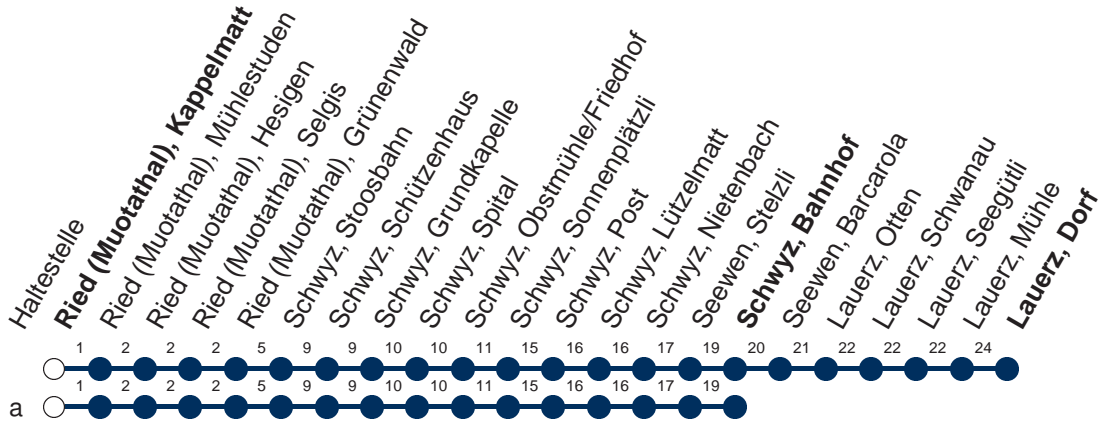 Haltestelle
Ried (Muotathal), Kappelmatt
Ried (Muotathal), Mühlestuden
Ried (Muotathal), Hesigen
Ried (Muotathal), Selgis
Ried (Muotathal), Grünenwald
Schwyz, Stoosbahn
Schwyz, Schützenhaus
Schwyz, Grundkapelle
Schwyz, Spital
Schwyz, Obstmühle/Friedhof
Schwyz, Sonnenplätzli
Schwyz, Post
Schwyz, Lützelmatt
Schwyz, Nietenbach
Seewen, Stelzli
Schwyz, Bahnhof
Seewen, Barcarola
Lauerz, Otten
Lauerz, Schwanau
Lauerz, Seegütli
Lauerz, Mühle
Lauerz, Dorf
1 2 2 2 5 9 9 10 10 11 15 16 16 17 19 20 21 22 22 22 24
a 1 2 2 2 5 9 9 10 10 11 15 16 16 17 19